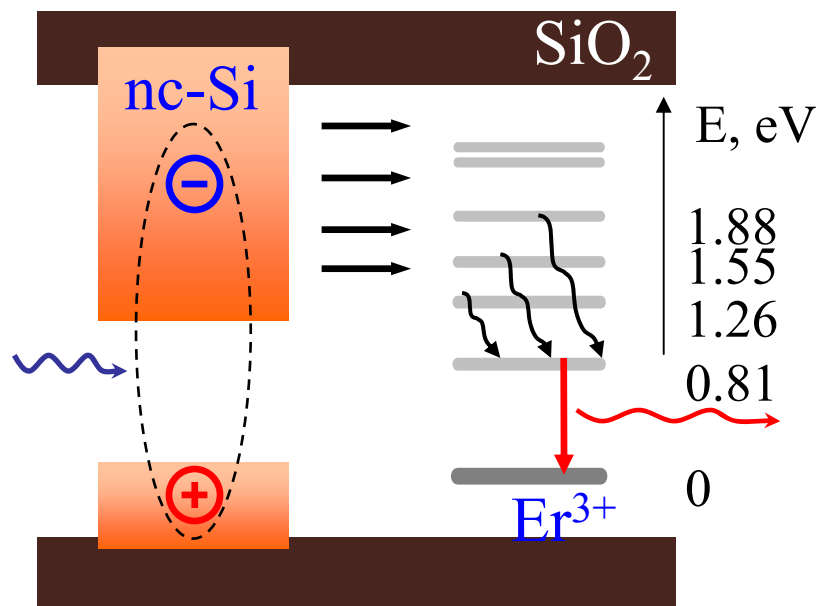 SiO₂
nc-Si
−
E, eV
1.88
1.55
1.26
0.81
+
0
Er³⁺